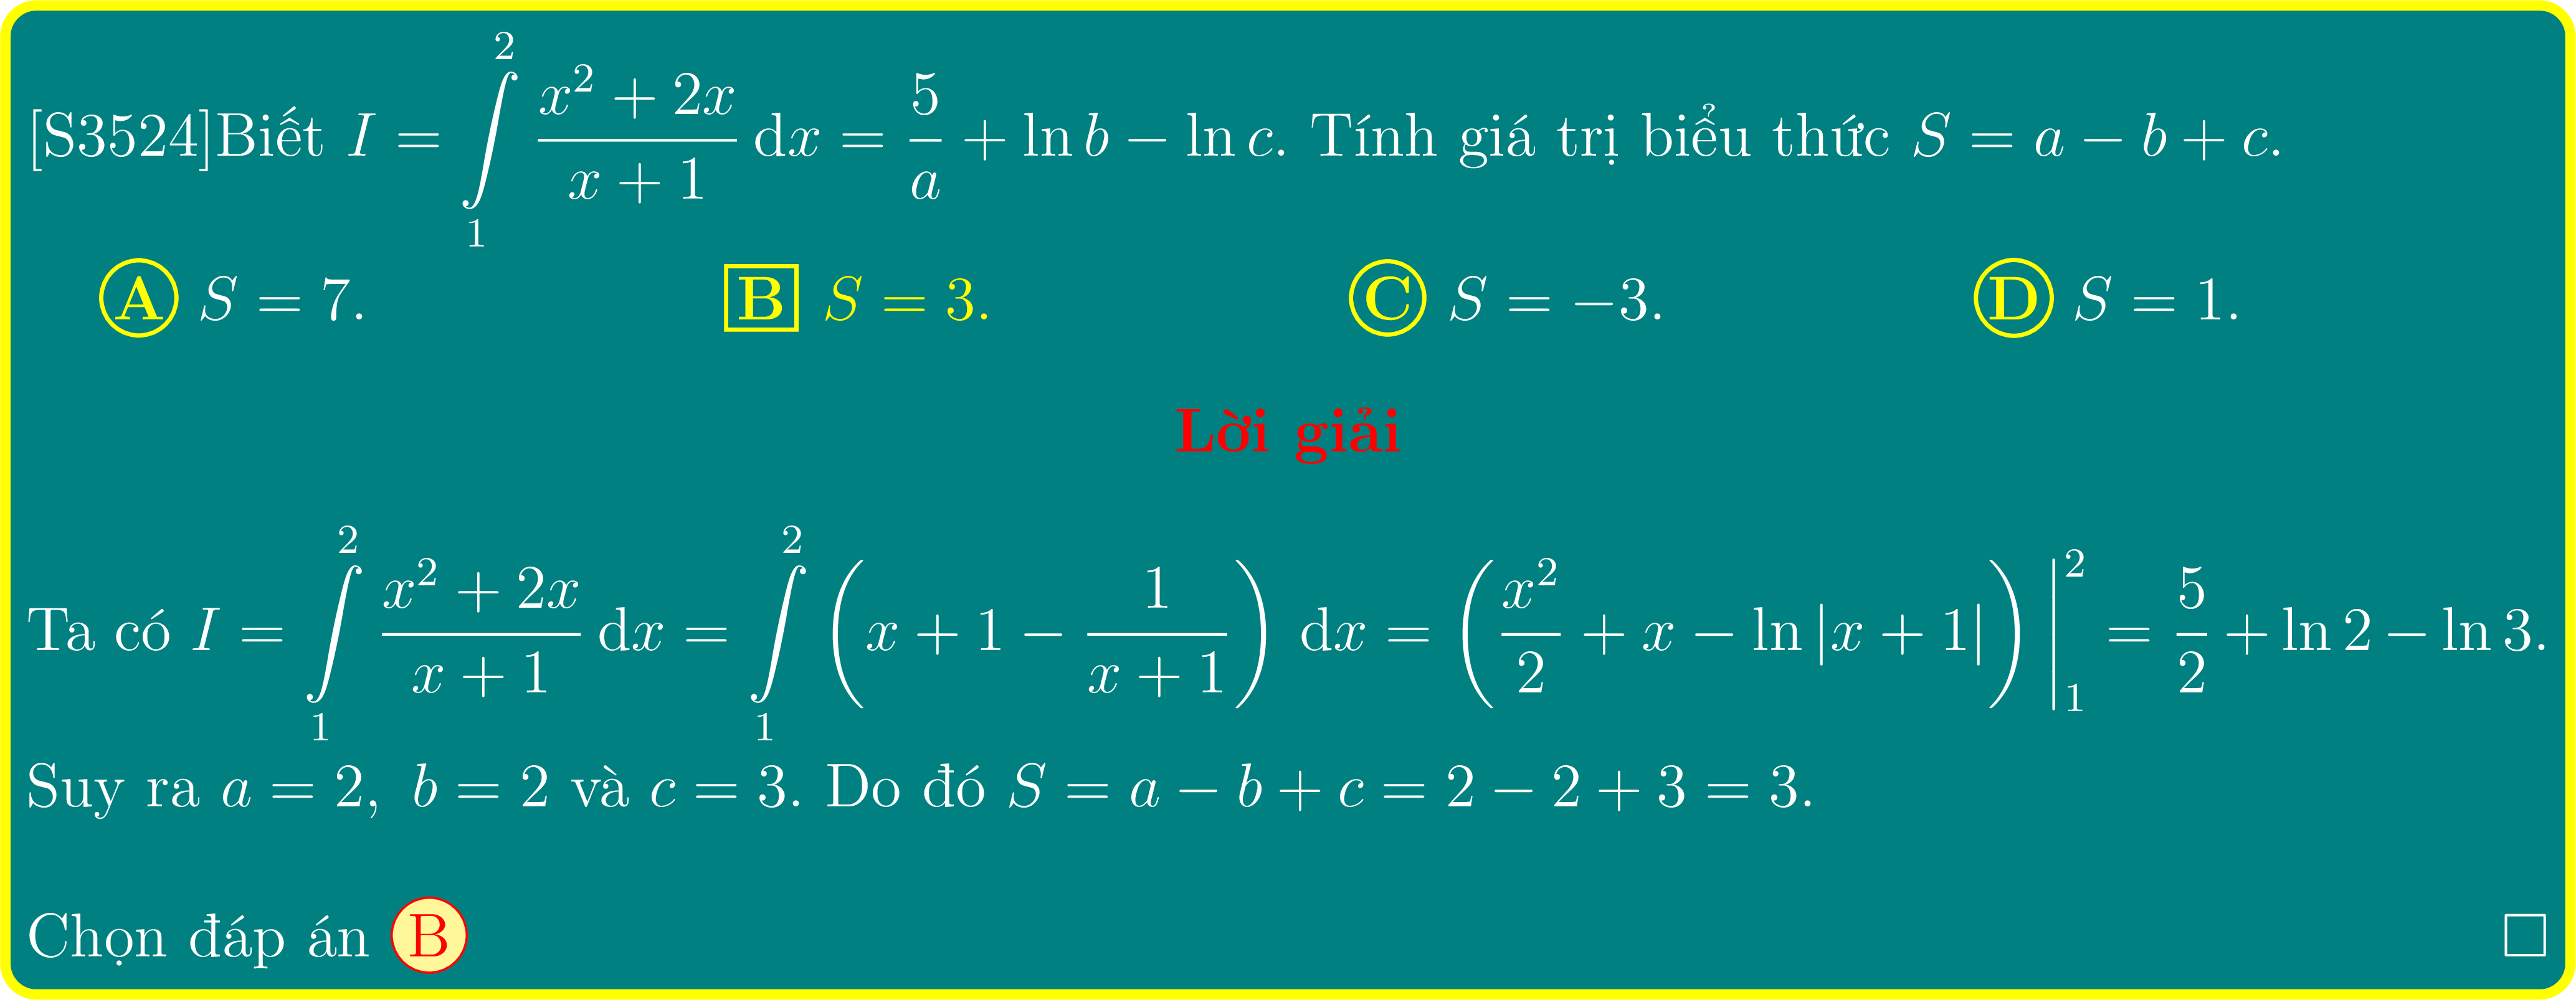 [S3524]Biết $I = \int\limits_1^2 \frac{x^2 + 2x}{x + 1} \, \mathrm{d}x = \frac{5}{a} + \ln b - \ln c$. Tính giá trị biểu thức $S = a - b + c$.
A $S = 7$. B $S = 3$. C $S = -3$. D $S = 1$.
Lời giải
Ta có $I = \int\limits_1^2 \frac{x^2 + 2x}{x + 1} \, \mathrm{d}x = \int\limits_1^2 \left( x + 1 - \frac{1}{x + 1} \right) \, \mathrm{d}x = \left( \frac{x^2}{2} + x - \ln |x + 1| \right) \Big|_1^2 = \frac{5}{2} + \ln 2 - \ln 3$.
Suy ra $a = 2, \ b = 2$ và $c = 3$. Do đó $S = a - b + c = 2 - 2 + 3 = 3$.
Chọn đáp án B □